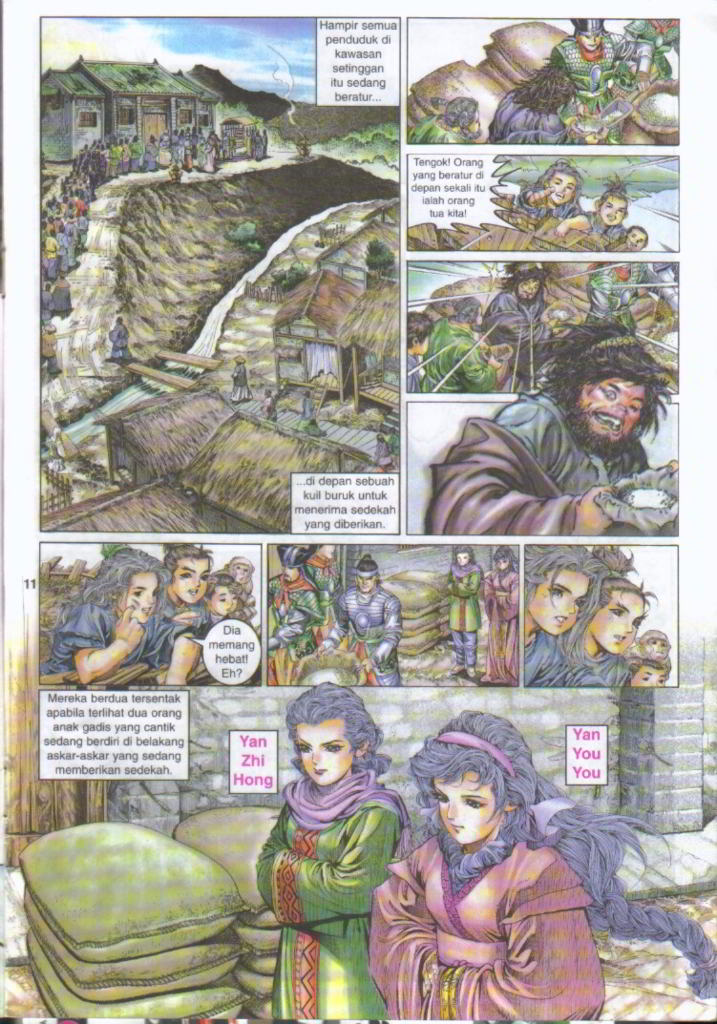 Hampir semua
penduduk di
kawasan
setinggan
itu sedang
beratur...
Tengok! Orang
yang beratur di
depan sekali itu
ialah orang
tua kita!
...di depan sebuah
kuil buruk untuk
menerima sedekah
yang diberikan.
11
Dia
memang
hebat!
Eh?
Mereka berdua tersentak
apabila terlihat dua orang
anak gadis yang cantik
sedang berdiri di belakang
askar-askar yang sedang
memberikan sedekah.
Yan
Zhi
Hong
Yan
You
You